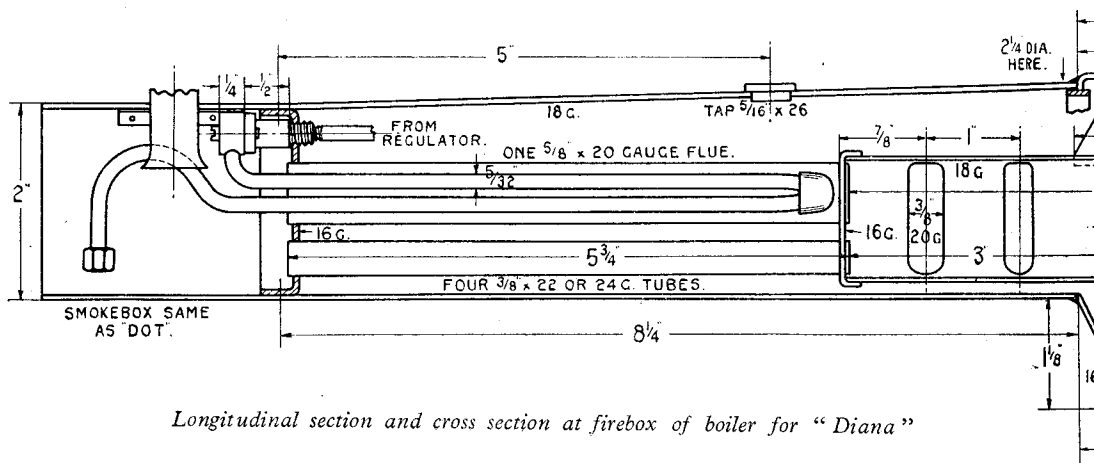 5"
2¼ DIA.
HERE.
¼"
½"
18 G.
TAP 5/16" x 26
FROM
REGULATOR.
ONE 5/8" x 20 GAUGE FLUE.
7/8"
1"
18 G
5/32"
2"
3/8"
20G
16 G.
16 G.
5¾"
3"
FOUR 3/8" x 22 OR 24 G. TUBES.
SMOKEBOX SAME
AS "DOT".
8¼"
1⅛"
16
Longitudinal section and cross section at firebox of boiler for " Diana "